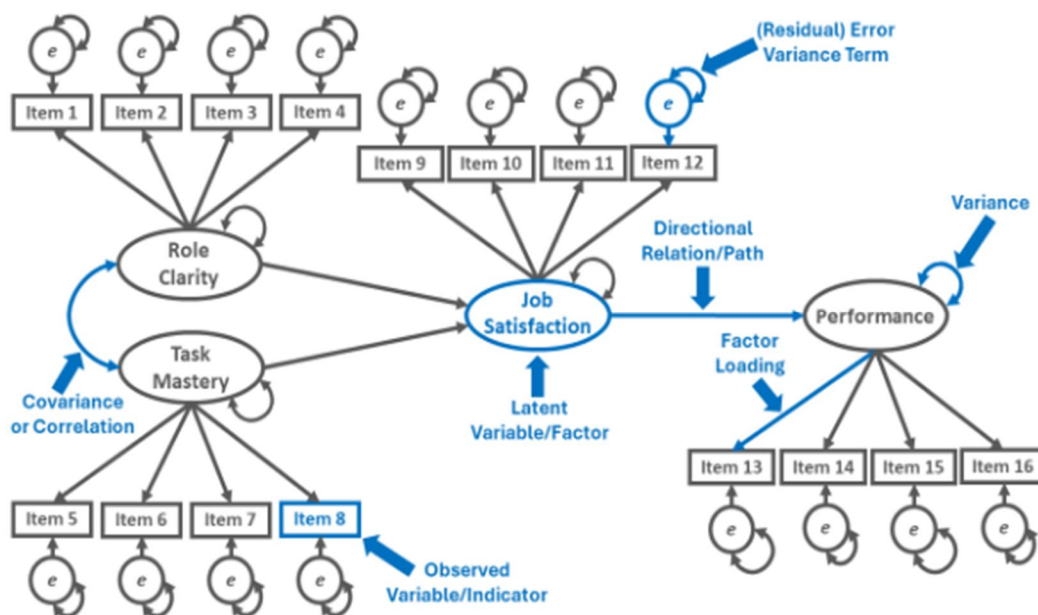 e e e e
Item 1 Item 2 Item 3 Item 4
(Residual) Error
Variance Term
e e e e
Item 9 Item 10 Item 11 Item 12
Role
Clarity
Directional
Relation/Path
Variance
Job
Satisfaction
Performance
Task
Mastery
Factor
Loading
Covariance
or Correlation
Latent
Variable/Factor
Item 13 Item 14 Item 15 Item 16
e e e e
Item 5 Item 6 Item 7 Item 8
e e e e
Observed
Variable/Indicator